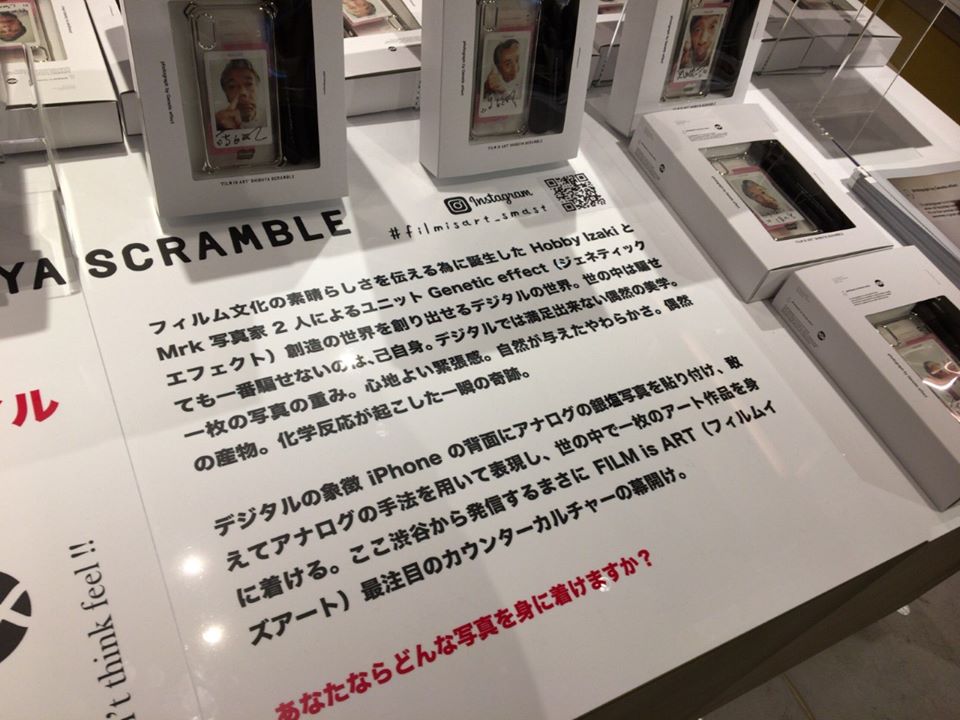 'FILM IS ART' SHIBUYA SCRAMBLE
'FILM IS ART' SHIBUYA SCRAMBLE
Instagram
#filmisart_smast
YA SCRAMBLE
フィルム文化の素晴らしさを伝える為に誕生した Hobby Izaki と
Mrk 写真家 2 人によるユニット Genetic effect（ジェネティック
エフェクト）創造の世界を創り出せるデジタルの世界。世の中は騙せ
ても一番騙せないのは、己自身。デジタルでは満足出来ない偶然の美学。
一枚の写真の重み。心地よい緊張感。自然が与えたやわらかさ。偶然
の産物。化学反応が起こした一瞬の奇跡。
デジタルの象徴 iPhone の背面にアナログの銀塩写真を貼り付け、敢
えてアナログの手法を用いて表現し、世の中で一枚のアート作品を身
に着ける。ここ渋谷から発信するまさに FILM is ART（フィルムイ
ズアート）最注目のカウンターカルチャーの幕開け。
あなたならどんな写真を身に着けますか？
ル
't think feel !!